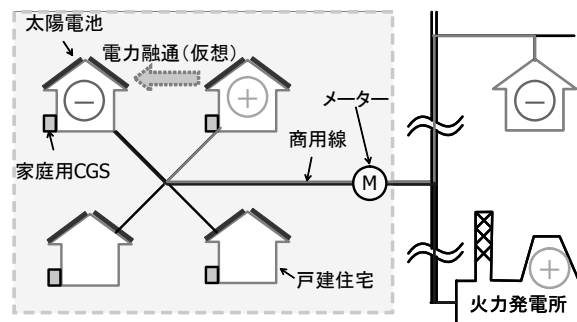 太陽電池
電力融通(仮想)
－
＋
メーター
－
家庭用CGS
商用線
M
戸建住宅
＋
火力発電所